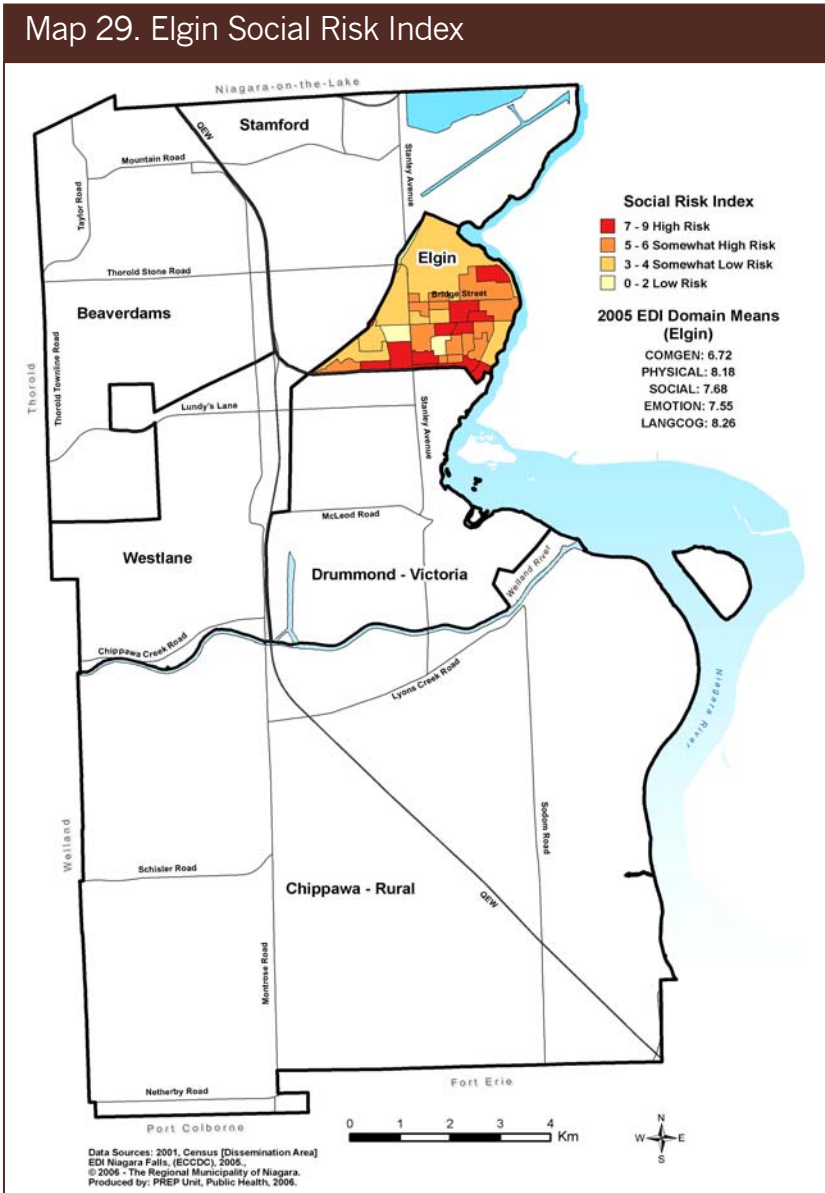 Map 29. Elgin Social Risk Index
Niagara-on-the-Lake
Stamford
QEW
Mountain Road
Taylor Road
Stanley Avenue
Social Risk Index
7 - 9 High Risk
5 - 6 Somewhat High Risk
3 - 4 Somewhat Low Risk
0 - 2 Low Risk
Elgin
Thorold Stone Road
Bridge Street
Beaverdams
2005 EDI Domain Means
(Elgin)
COMGEN: 6.72
PHYSICAL: 8.18
SOCIAL: 7.68
EMOTION: 7.55
LANGCOG: 8.26
Thorold
Thorold Townline Road
Lundy's Lane
Stanley Avenue
McLeod Road
Westlane
Drummond - Victoria
Welland River
Chippawa Creek Road
Lyons Creek Road
Niagara River
Welland
Sodom Road
Schisler Road
Chippawa - Rural
QEW
Montrose Road
Netherby Road
Fort Erie
Port Colborne
0 1 2 3 4
Km
N
W E
S
Data Sources: 2001, Census [Dissemination Area]
EDI Niagara Falls, (ECCDC), 2005.,
© 2006 - The Regional Municipality of Niagara.
Produced by: PREP Unit, Public Health, 2006.